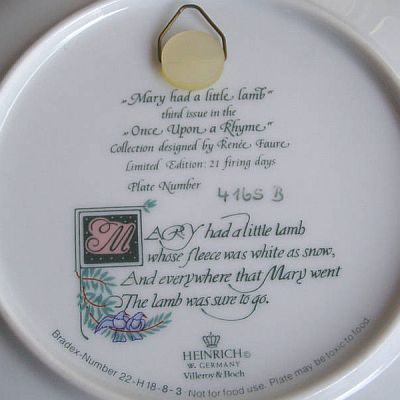 „Mary had a little lamb“
third issue in the
„Once Upon a Rhyme“
Collection designed by Renée Faure
Limited Edition: 21 firing days
Plate Number 4165 B
MARY had a little lamb
whose fleece was white as snow,
And everywhere that Mary went
The lamb was sure to go.
HEINRICH ©
W. GERMANY
Villeroy & Boch
Bradex-Number 22-H18-8-3 Not for food use. Plate may be toxic to food.